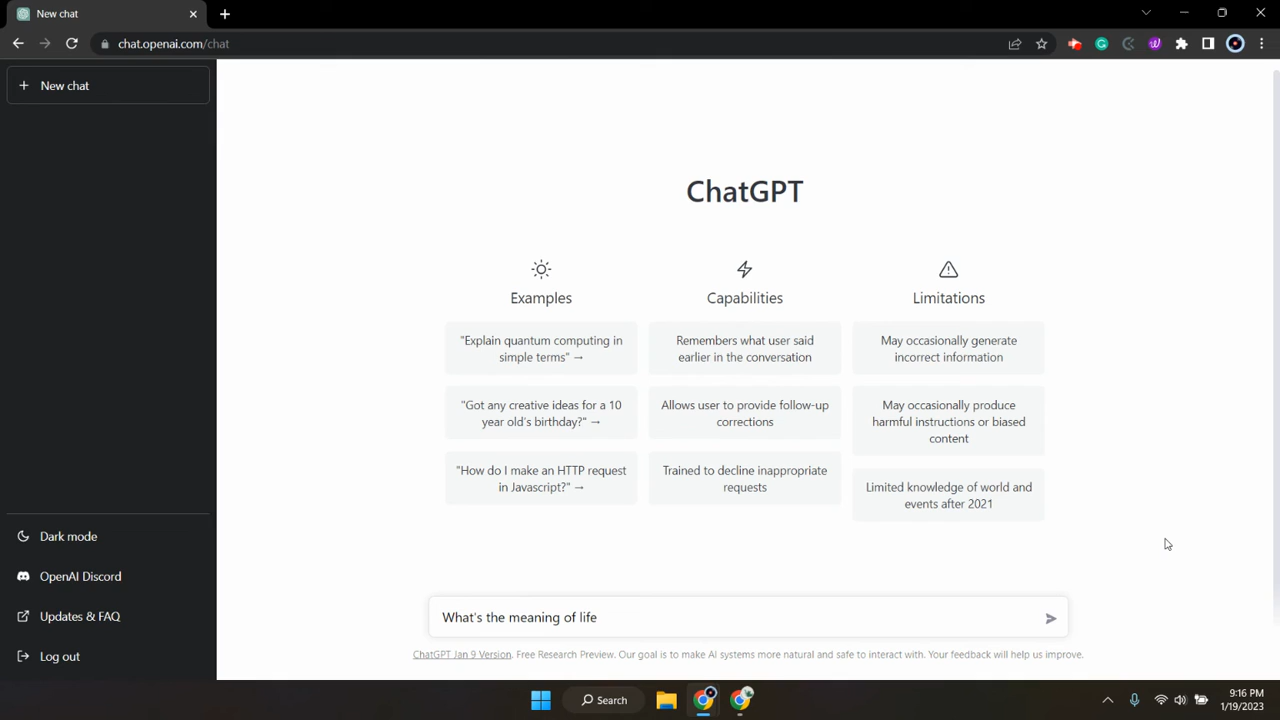 New chat
chat.openai.com/chat
New chat
ChatGPT
Examples
Capabilities
Limitations
"Explain quantum computing in
simple terms" →
Remembers what user said
earlier in the conversation
May occasionally generate
incorrect information
"Got any creative ideas for a 10
year old's birthday?" →
Allows user to provide follow-up
corrections
May occasionally produce
harmful instructions or biased
content
"How do I make an HTTP request
in Javascript?" →
Trained to decline inappropriate
requests
Limited knowledge of world and
events after 2021
Dark mode
OpenAI Discord
Updates & FAQ
Log out
What's the meaning of life
ChatGPT Jan 9 Version. Free Research Preview. Our goal is to make AI systems more natural and safe to interact with. Your feedback will help us improve.
Search
9:16 PM
1/19/2023